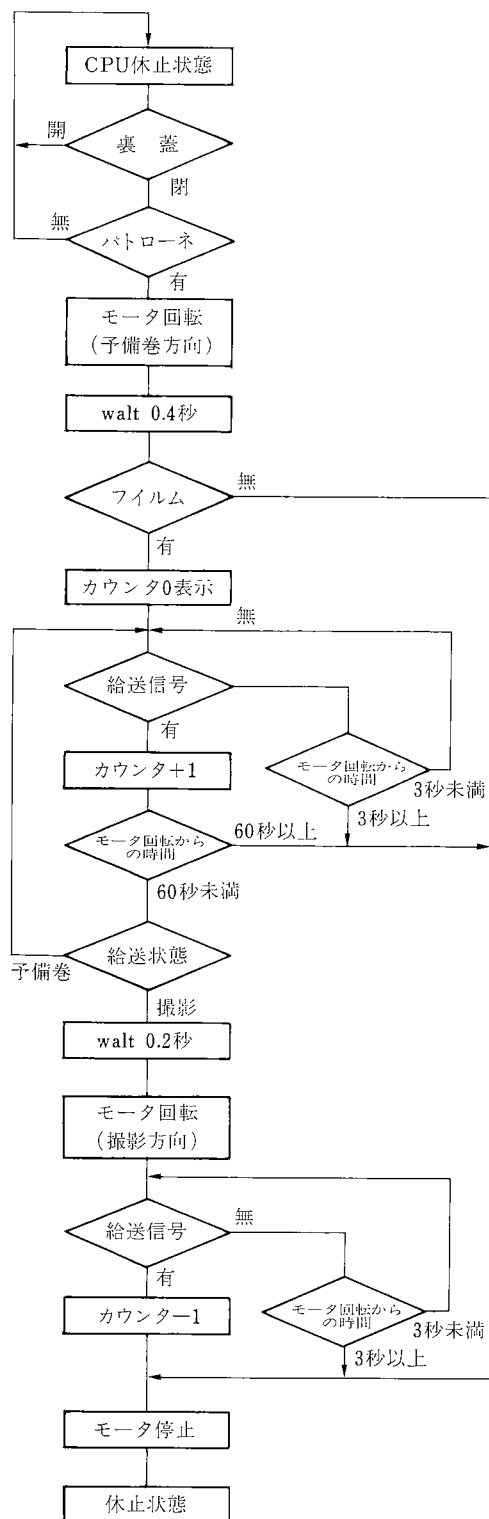 CPU休止状態
開
裏 蓋
閉
無
パトローネ
有
モータ回転
(予備巻方向)
walt 0.4秒
無
フイルム
有
カウンタ0表示
無
給送信号
有
カウンタ+1
モータ回転から
の時間
3秒未満
3秒以上
モータ回転から
の時間
60秒以上
60秒未満
給送状態
予備巻
撮影
walt 0.2秒
モータ回転
(撮影方向)
給送信号
無
有
カウンタ−1
モータ回転から
の時間
3秒未満
3秒以上
モータ停止
休止状態